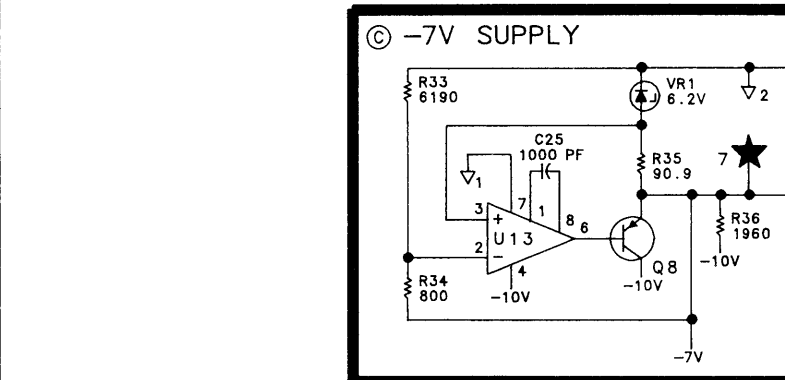 Ⓒ -7V SUPPLY
R33
6190
VR1
6.2V
2
C25
1000 PF
R35
90.9
7
1
3
+
7
1
8
6
U13
2
-
4
-10V
Q8
-10V
R36
1960
-10V
R34
800
-7V